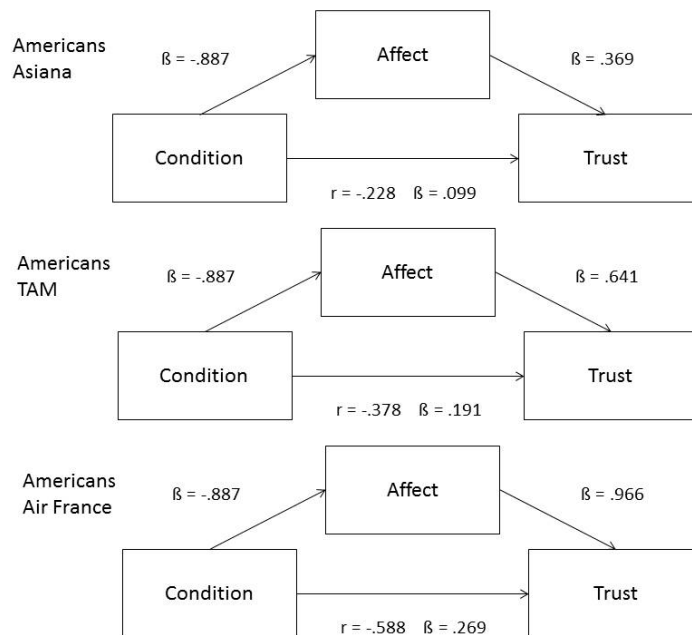 Americans
Asiana
ß = -.887
Affect
ß = .369
Condition
Trust
r = -.228 ß = .099
Americans
TAM
ß = -.887
Affect
ß = .641
Condition
Trust
r = -.378 ß = .191
Americans
Air France
ß = -.887
Affect
ß = .966
Condition
Trust
r = -.588 ß = .269